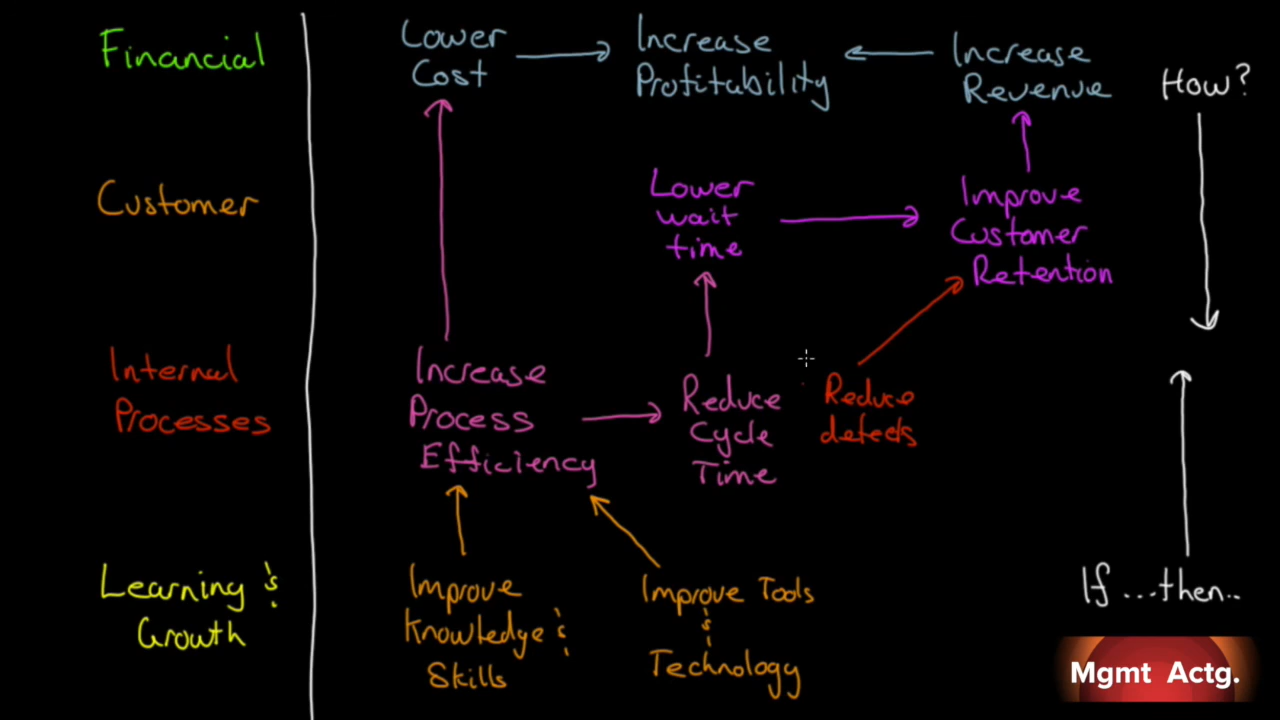 Financial
Lower
Cost
Increase
Profitability
Increase
Revenue
How?
Customer
Lower
wait
time
Improve
Customer
Retention
Internal
Processes
Increase
Process
Efficiency
Reduce
Cycle
Time
Reduce
defects
Learning &
Growth
Improve
Knowledge &
Skills
Improve Tools
&
Technology
If ...then..
Mgmt Actg.